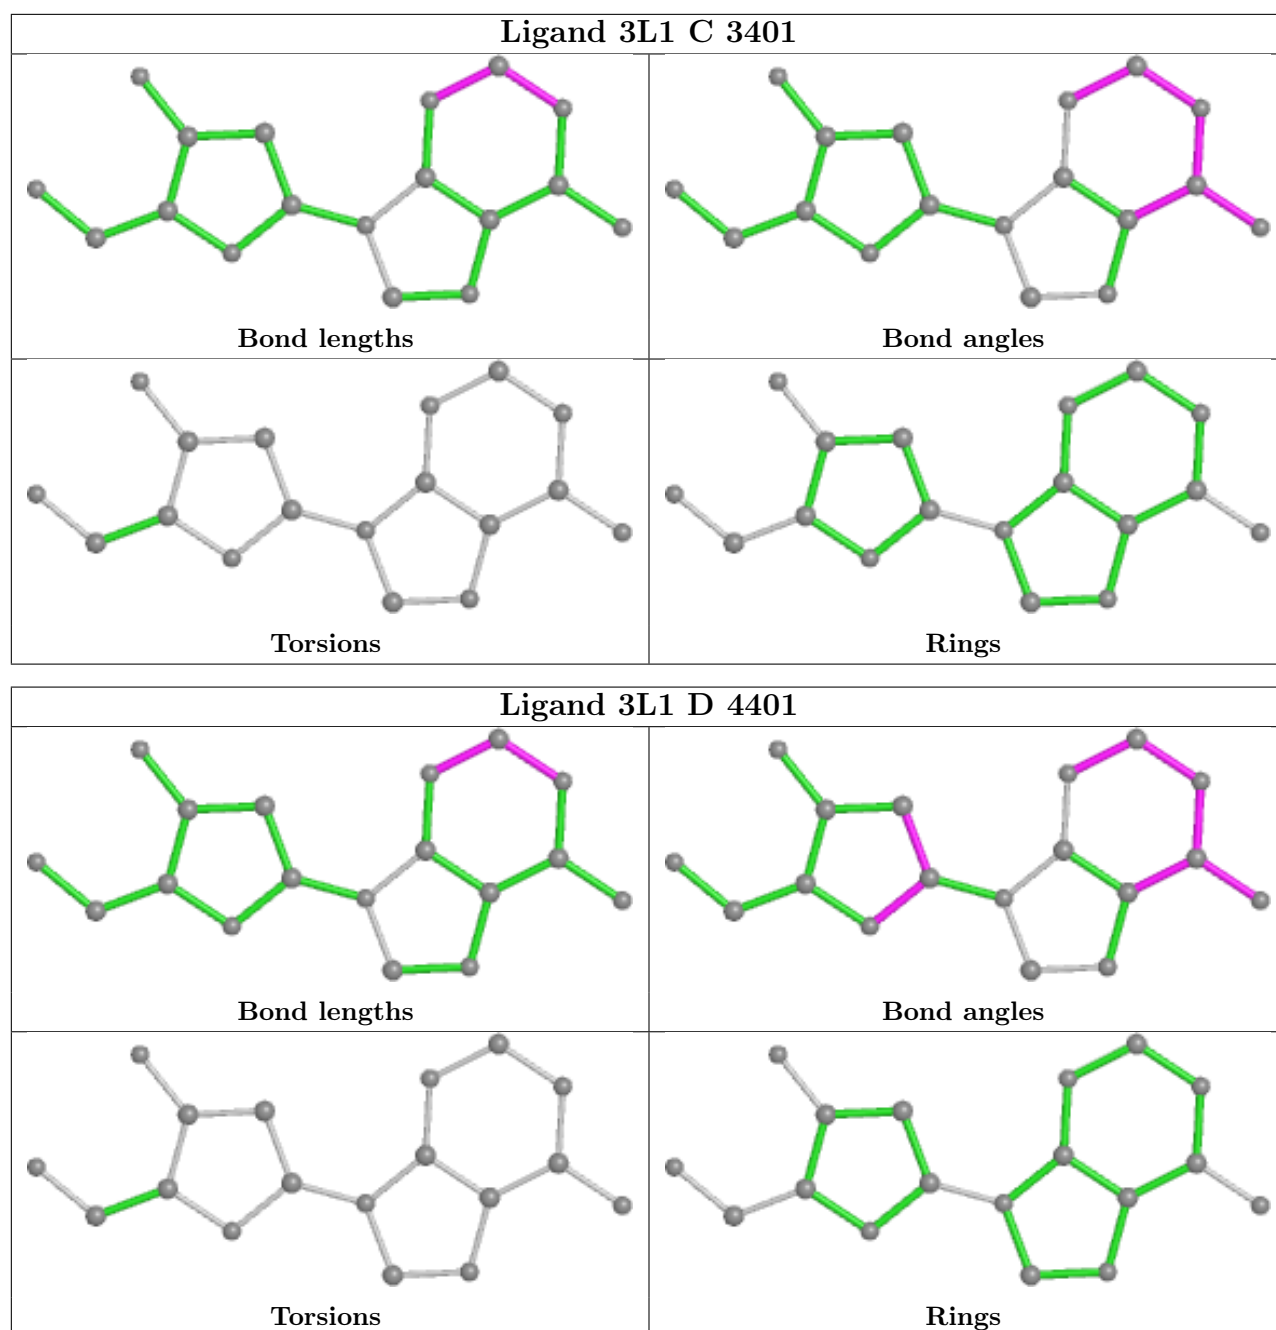 Ligand 3L1 C 3401
Bond lengths
Bond angles
Torsions
Rings
Ligand 3L1 D 4401
Bond lengths
Bond angles
Torsions
Rings